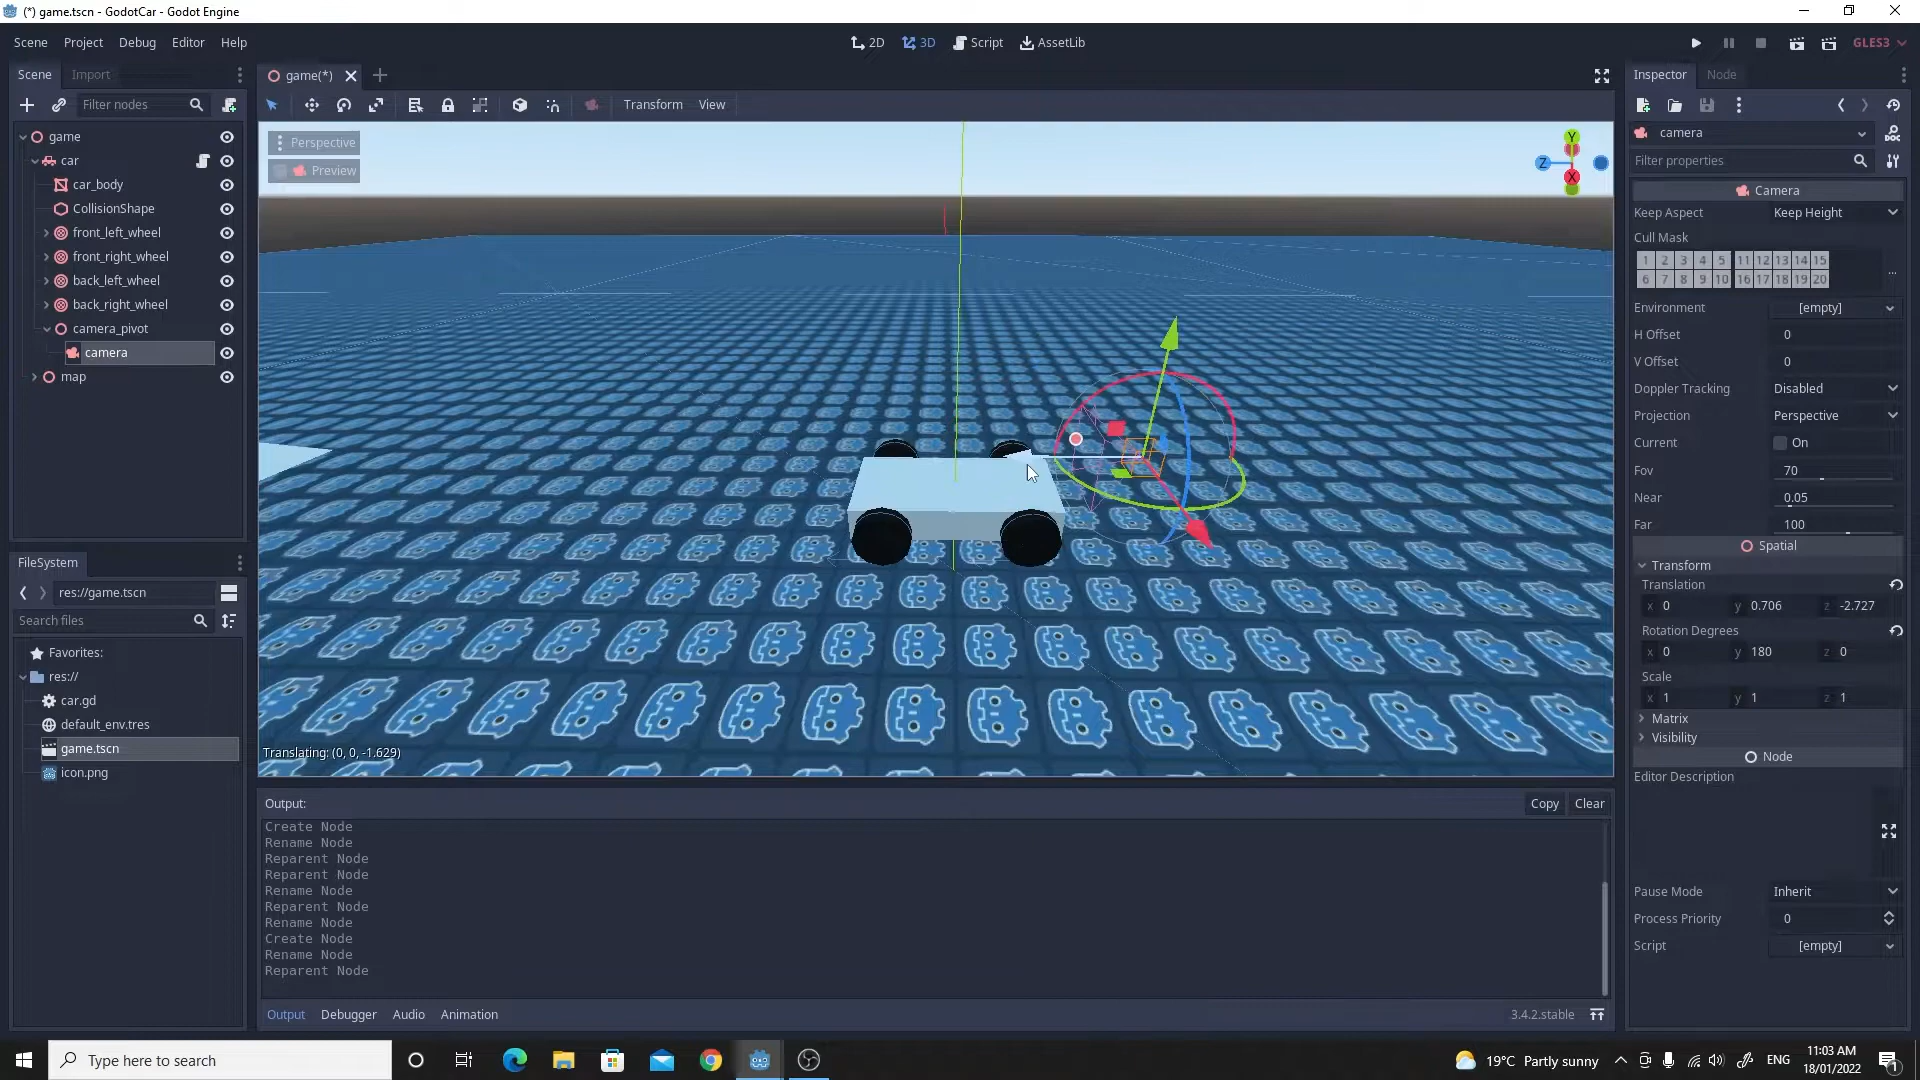 (*) game.tscn - GodotCar - Godot Engine
Scene Project Debug Editor Help
2D 3D Script AssetLib
GLES3
Scene Import
game(*)
Inspector Node
Filter nodes
Transform View
game
car
car_body
CollisionShape
front_left_wheel
front_right_wheel
back_left_wheel
back_right_wheel
camera_pivot
camera
map
Perspective
Preview
Y
Z
X
Translating: (0, 0, -1.629)
FileSystem
res://game.tscn
Search files
Favorites:
res://
car.gd
default_env.tres
game.tscn
icon.png
Output:
Copy Clear
Create Node
Rename Node
Reparent Node
Reparent Node
Rename Node
Reparent Node
Rename Node
Create Node
Rename Node
Reparent Node
Output Debugger Audio Animation
3.4.2.stable
camera
Filter properties
Camera
Keep Aspect Keep Height
Cull Mask
1 2 3 4 5 11 12 13 14 15
6 7 8 9 10 16 17 18 19 20
...
Environment [empty]
H Offset 0
V Offset 0
Doppler Tracking Disabled
Projection Perspective
Current On
Fov 70
Near 0.05
Far 100
Spatial
Transform
Translation
x 0 y 0.706 z -2.727
Rotation Degrees
x 0 y 180 z 0
Scale
x 1 y 1 z 1
Matrix
Visibility
Node
Editor Description
Pause Mode Inherit
Process Priority 0
Script [empty]
Type here to search
19°C Partly sunny
ENG
11:03 AM
18/01/2022
1